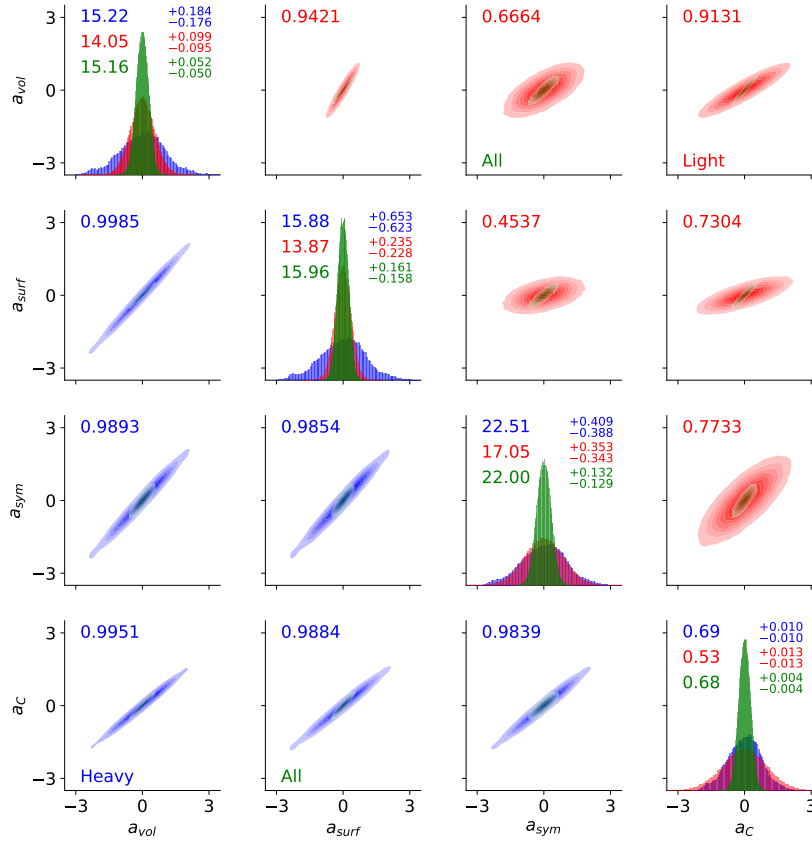 3
0
−3
a_vol
15.22 +0.184 −0.176
14.05 +0.099 −0.095
15.16 +0.052 −0.050
0.9421
0.6664
All
0.9131
Light
3
0
−3
a_surf
0.9985
15.88 +0.653 −0.623
13.87 +0.235 −0.228
15.96 +0.161 −0.158
0.4537
0.7304
3
0
−3
a_sym
0.9893
0.9854
22.51 +0.409 −0.388
17.05 +0.353 −0.343
22.00 +0.132 −0.129
0.7733
3
0
−3
a_C
0.9951
Heavy
0.9884
All
0.9839
0.69 +0.010 −0.010
0.53 +0.013 −0.013
0.68 +0.004 −0.004
−3 0 3
−3 0 3
−3 0 3
−3 0 3
a_vol
a_surf
a_sym
a_C